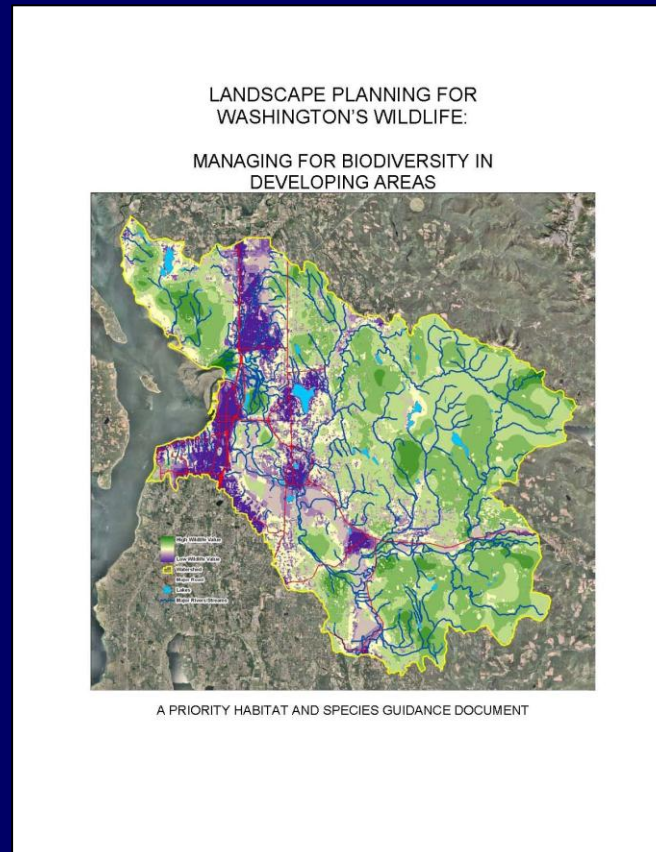 LANDSCAPE PLANNING FOR
WASHINGTON'S WILDLIFE:
MANAGING FOR BIODIVERSITY IN
DEVELOPING AREAS
High Wildlife Value
Low Wildlife Value
Watershed
Major Roads
Lakes
Major Rivers/Streams
A PRIORITY HABITAT AND SPECIES GUIDANCE DOCUMENT